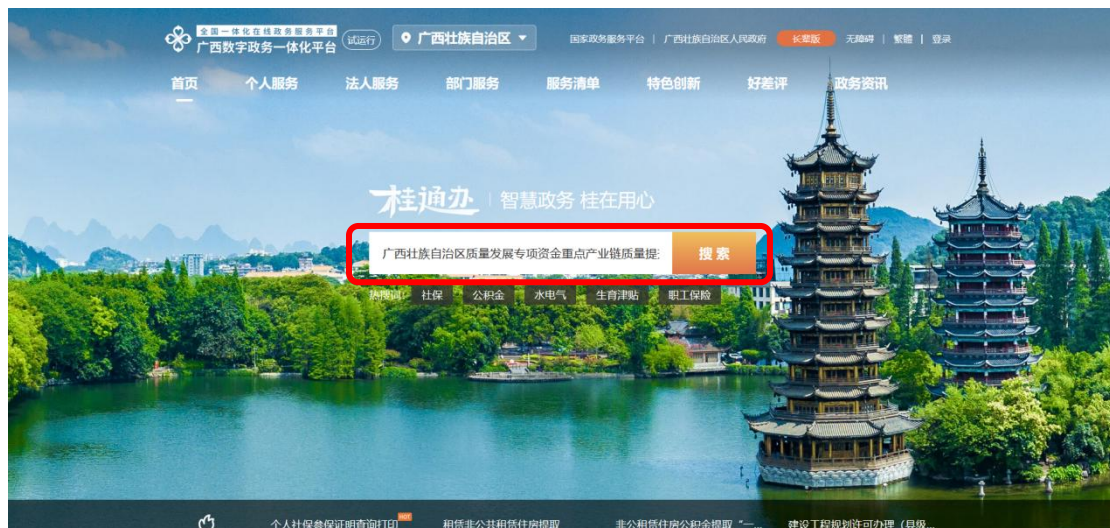 全国一体化在线政务服务平台
广西数字政务一体化平台
试运行
广西壮族自治区
国家政务服务平台 | 广西壮族自治区人民政府 长辈版 无障碍 | 繁體 | 登录
首页 个人服务 法人服务 部门服务 服务清单 特色创新 好差评 政务资讯
桂通办 | 智慧政务 桂在用心
广西壮族自治区质量发展专项资金重点产业链质量提 搜索
热搜词 社保 公积金 水电气 生育津贴 职工保险
个人社保参保证明查询打印 HOT 租赁非公共租赁住房提取 非公租赁住房公积金提取“一... 建设工程规划许可办理（县级...